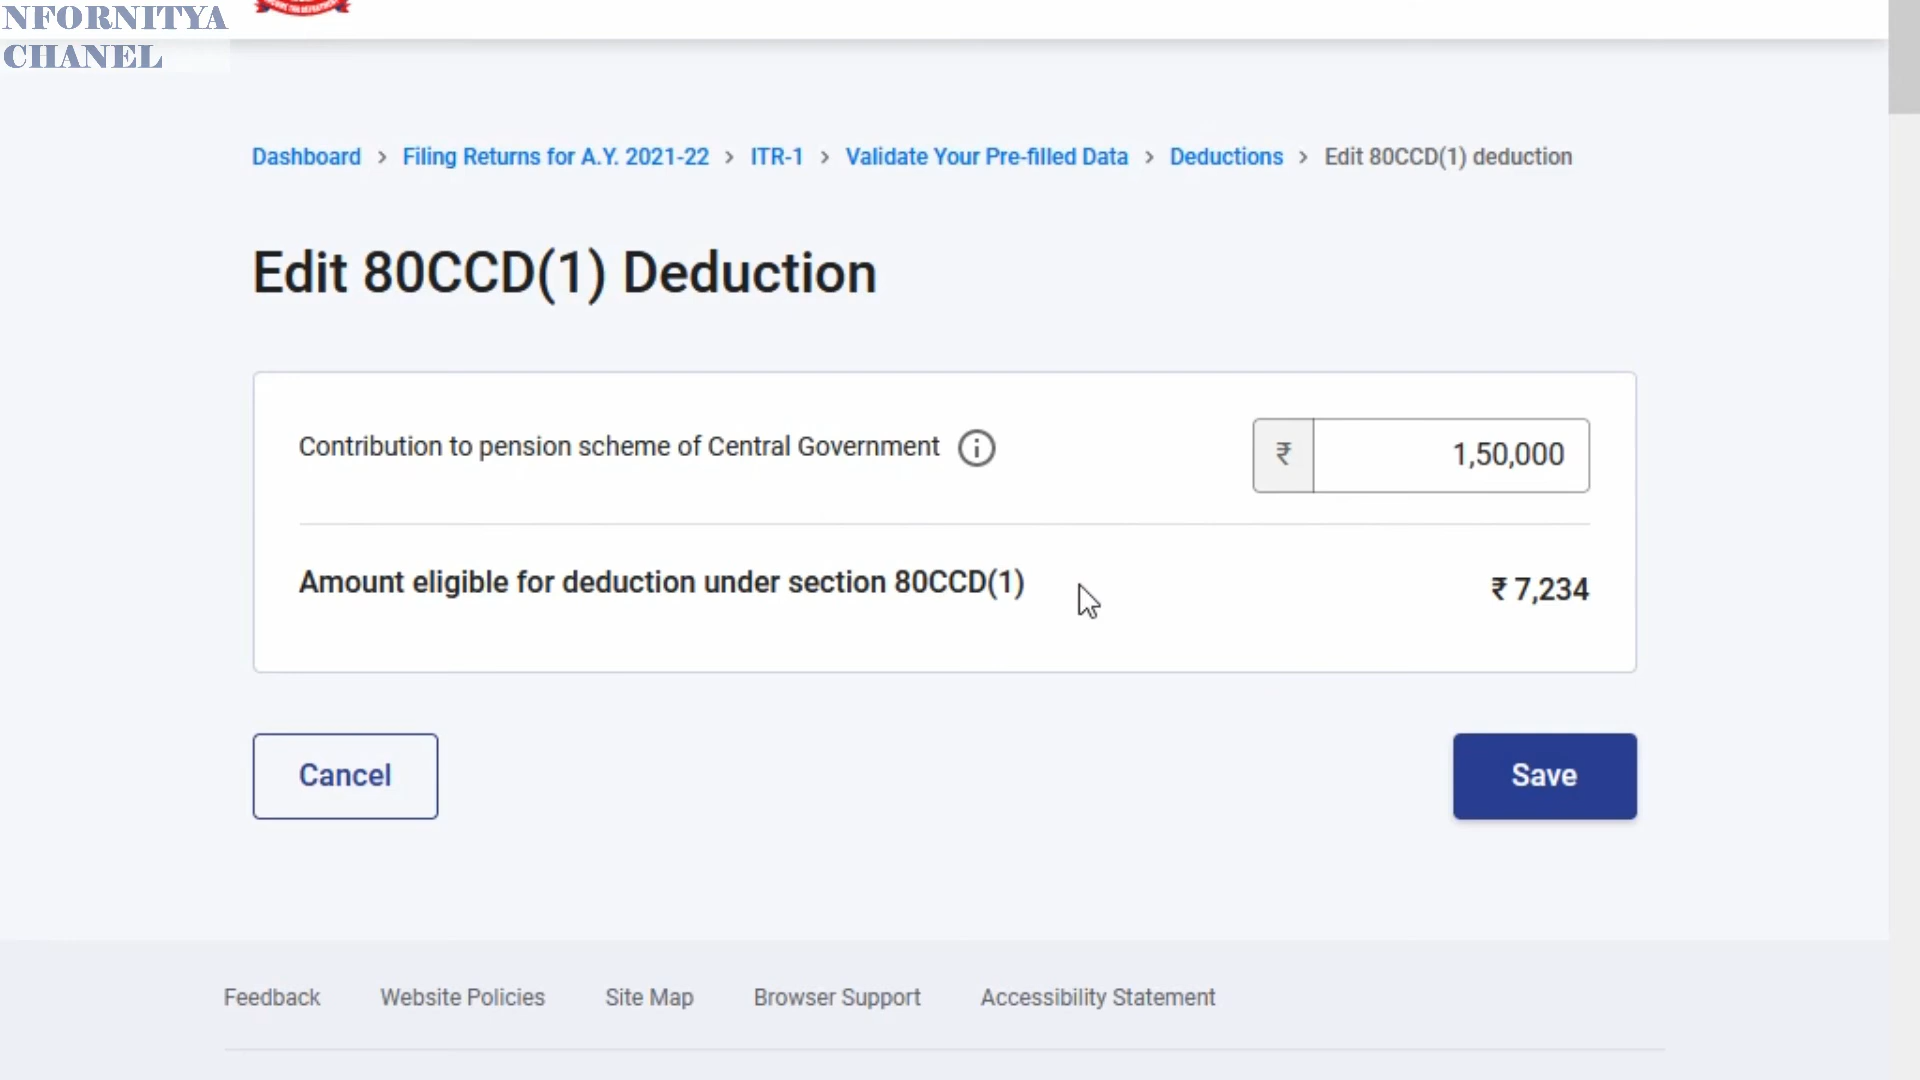 NFORNITYA
CHANEL
Dashboard > Filing Returns for A.Y. 2021-22 > ITR-1 > Validate Your Pre-filled Data > Deductions > Edit 80CCD(1) deduction
Edit 80CCD(1) Deduction
Contribution to pension scheme of Central Government
₹ 1,50,000
Amount eligible for deduction under section 80CCD(1)
₹ 7,234
Cancel
Save
Feedback Website Policies Site Map Browser Support Accessibility Statement